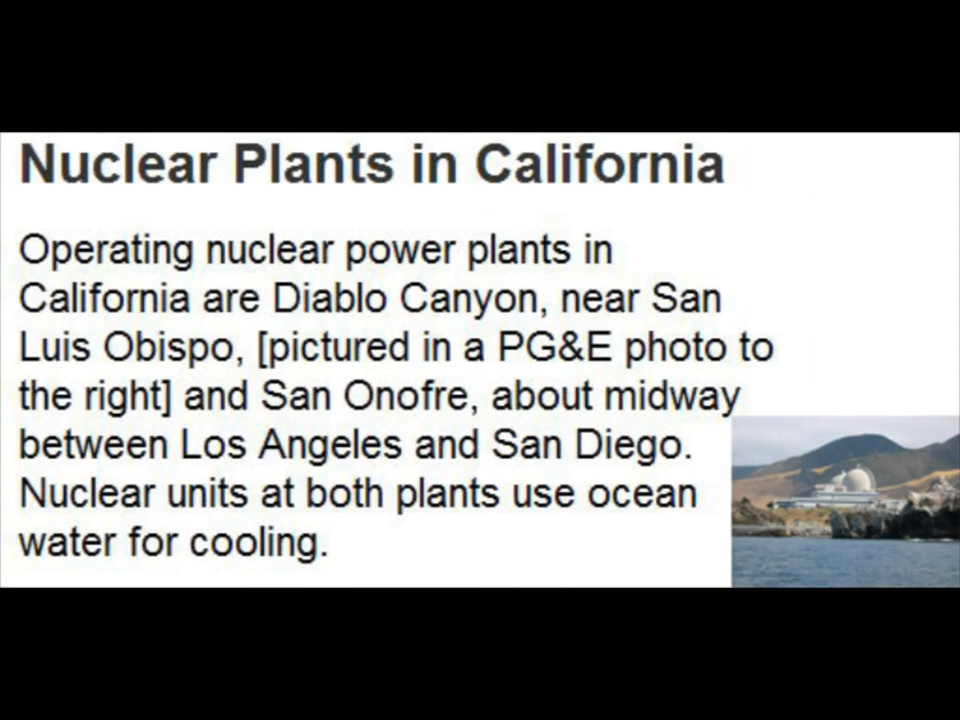 Nuclear Plants in California
Operating nuclear power plants in
California are Diablo Canyon, near San
Luis Obispo, [pictured in a PG&E photo to
the right] and San Onofre, about midway
between Los Angeles and San Diego.
Nuclear units at both plants use ocean
water for cooling.